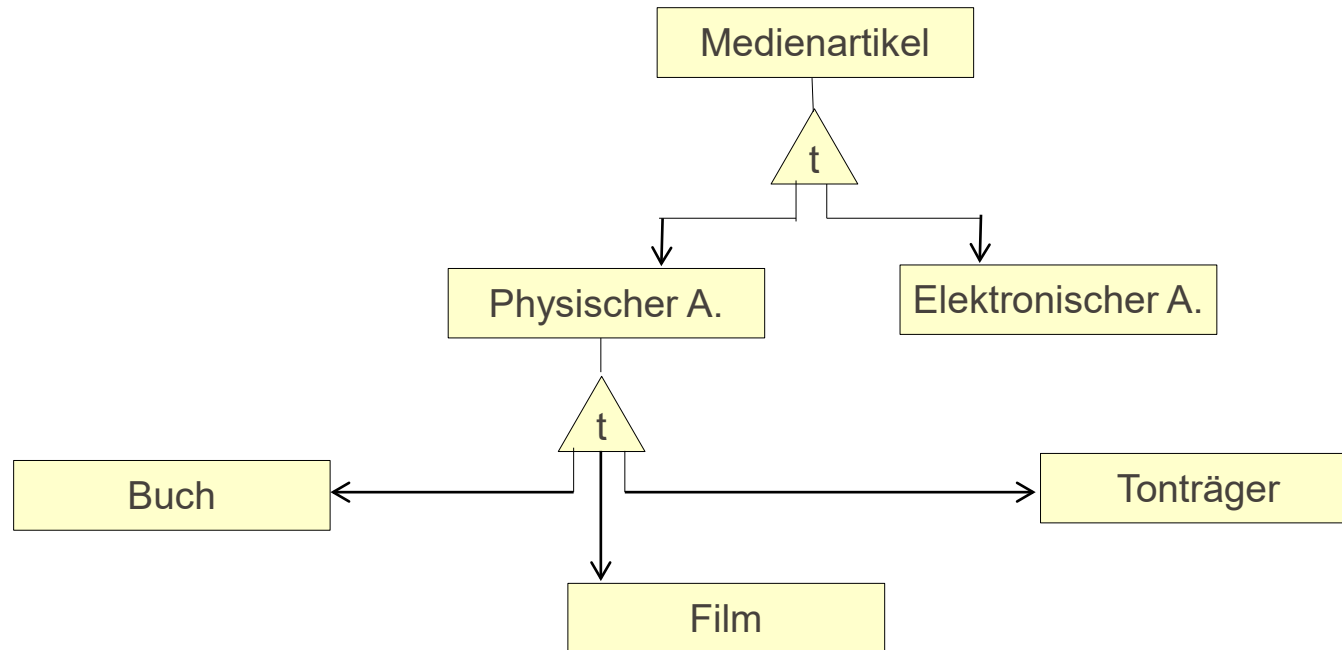 Medienartikel
t
Physischer A.
Elektronischer A.
t
Buch
Tonträger
Film